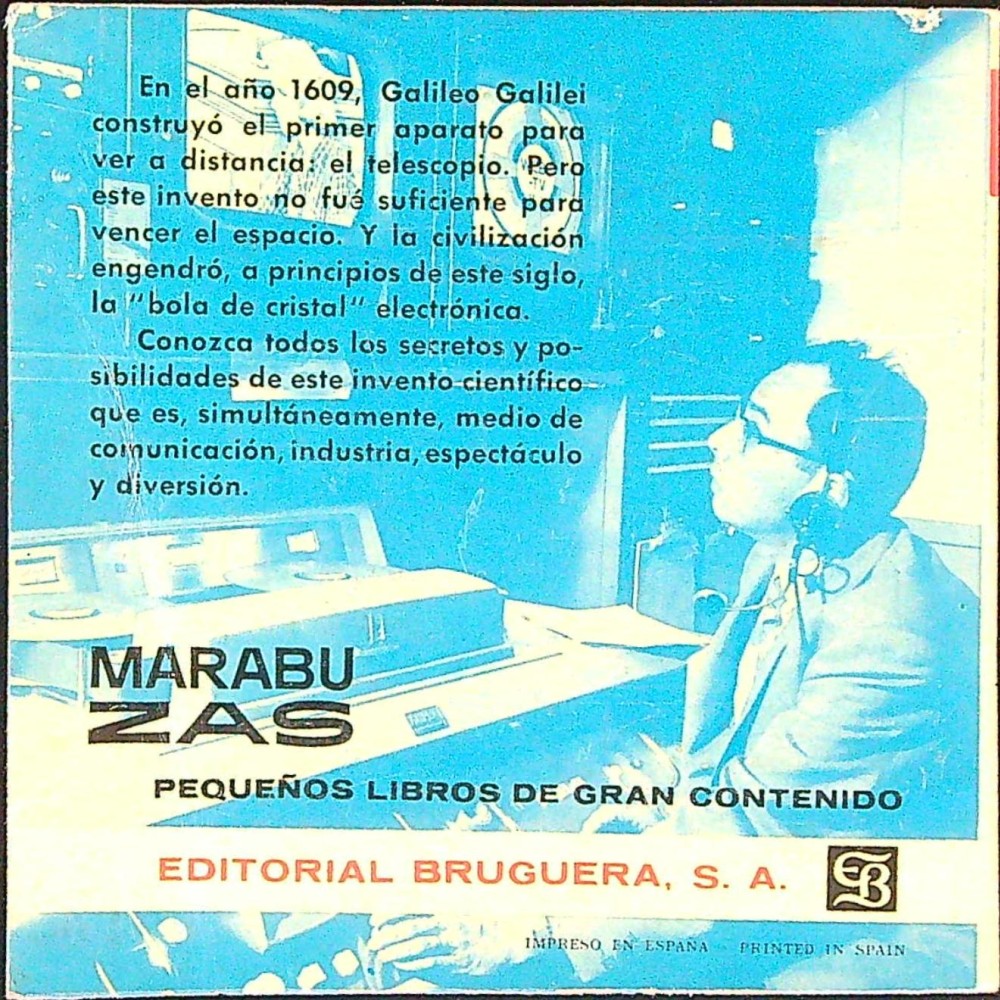 En el año 1609, Galileo Galilei
construyó el primer aparato para
ver a distancia: el telescopio. Pero
este invento no fué suficiente para
vencer el espacio. Y la civilización
engendró, a principios de este siglo,
la "bola de cristal" electrónica.
Conozca todos los secretos y po-
sibilidades de este invento científico
que es, simultáneamente, medio de
comunicación, industria, espectáculo
y diversión.
MARABU
ZAS
PEQUEÑOS LIBROS DE GRAN CONTENIDO
EDITORIAL BRUGUERA, S. A.
EB
IMPRESO EN ESPAÑA PRINTED IN SPAIN